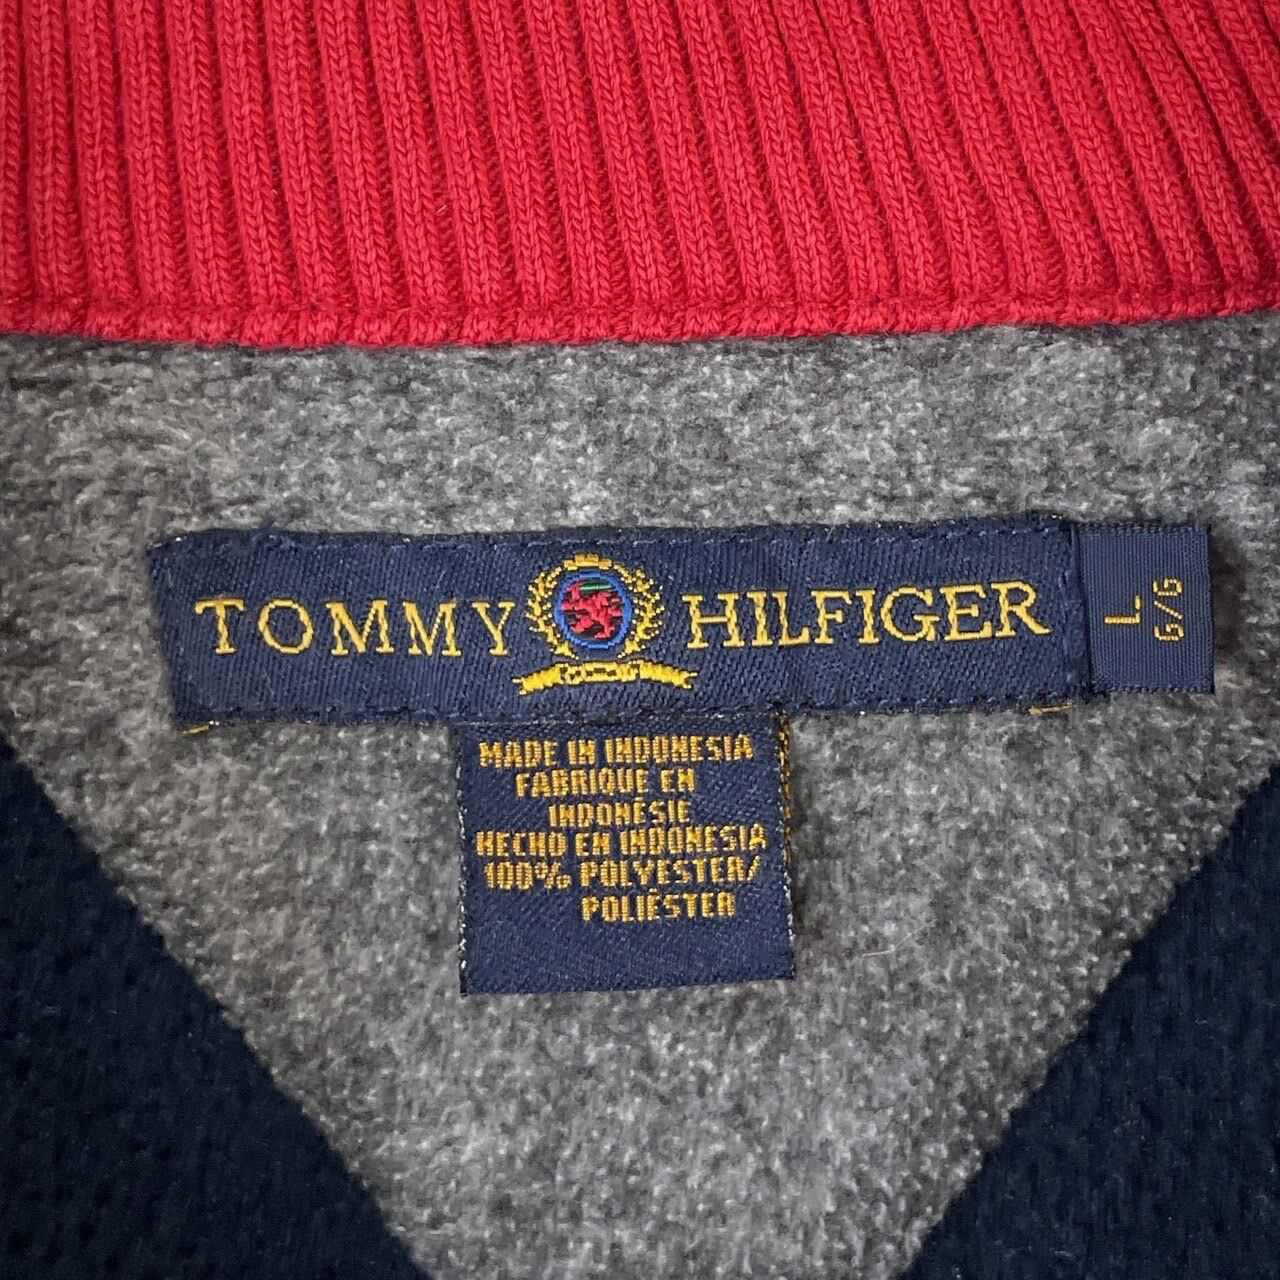 TOMMY HILFIGER
L
G/G
MADE IN INDONESIA
FABRIQUE EN
INDONÉSIE
HECHO EN INDONESIA
100% POLYESTER/
POLIÉSTER